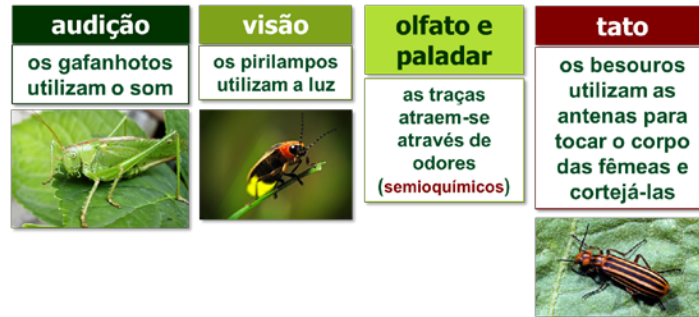 audição
os gafanhotos
utilizam o som
visão
os pirilampos
utilizam a luz
olfato e
paladar
as traças
atraem-se
através de
odores
(semioquímicos)
tato
os besouros
utilizam as
antenas para
tocar o corpo
das fêmeas e
cortejá-las